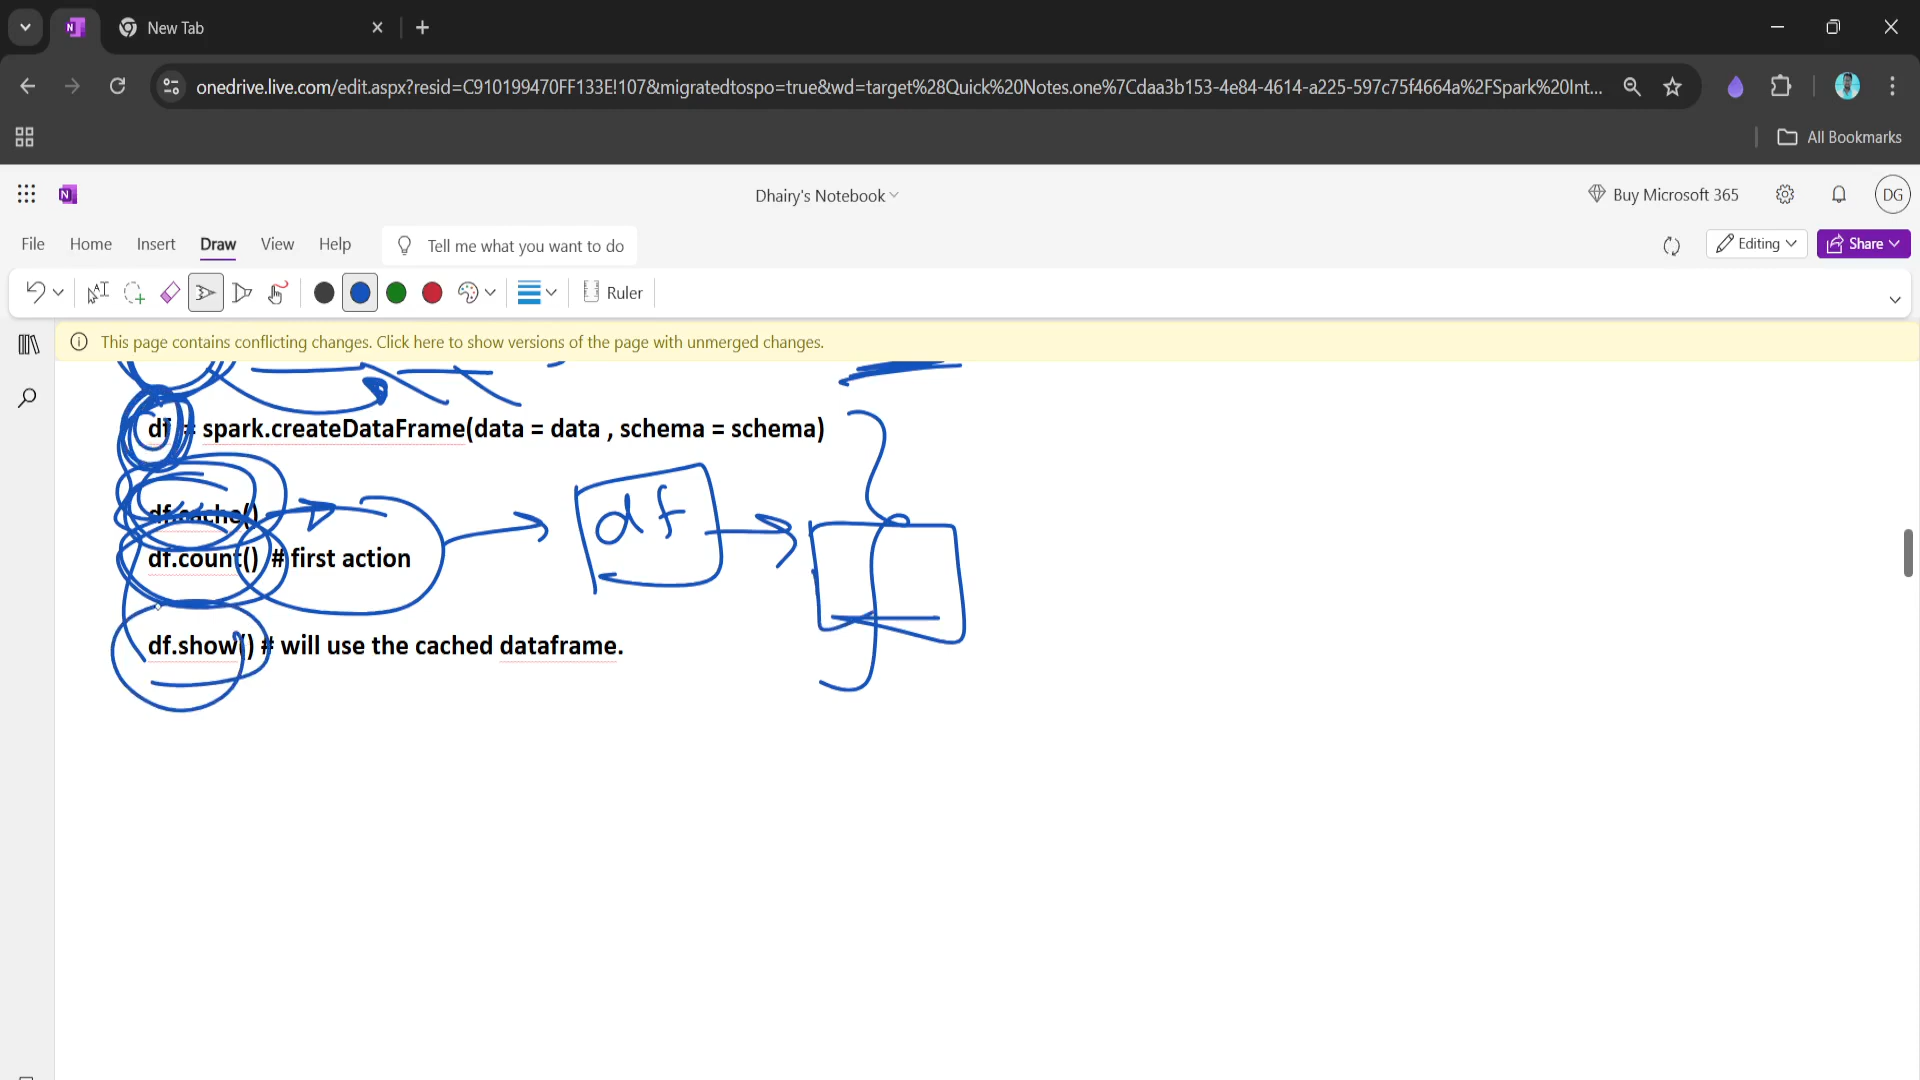 New Tab
onedrive.live.com/edit.aspx?resid=C910199470FF133E!107&migratedtospo=true&wd=target%28Quick%20Notes.one%7Cdaa3b153-4e84-4614-a225-597c75f4664a%2FSpark%20Int...
All Bookmarks
N Dhairy's Notebook Buy Microsoft 365 DG
File Home Insert Draw View Help Tell me what you want to do Editing Share
Ruler
This page contains conflicting changes. Click here to show versions of the page with unmerged changes.
df = spark.createDataFrame(data = data , schema = schema)
df.cache()
df
df.count() # first action
df.show() # will use the cached dataframe.